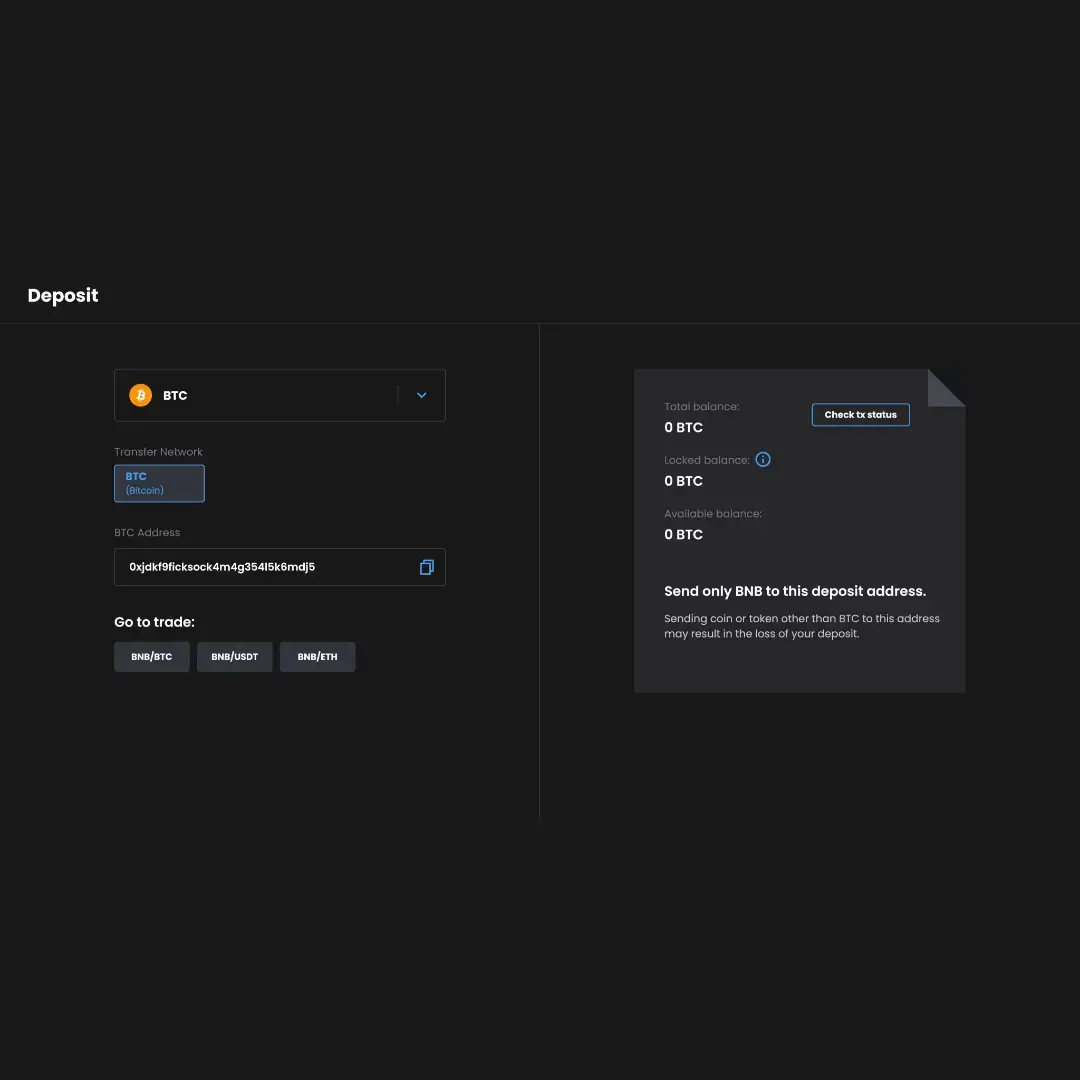 Deposit
BTC
Transfer Network
BTC
(Bitcoin)
BTC Address
0xjdkf9ficksock4m4g354l5k6mdj5
Go to trade:
BNB/BTC
BNB/USDT
BNB/ETH
Total balance:
0 BTC
Check tx status
Locked balance:
0 BTC
Available balance:
0 BTC
Send only BNB to this deposit address.
Sending coin or token other than BTC to this address
may result in the loss of your deposit.